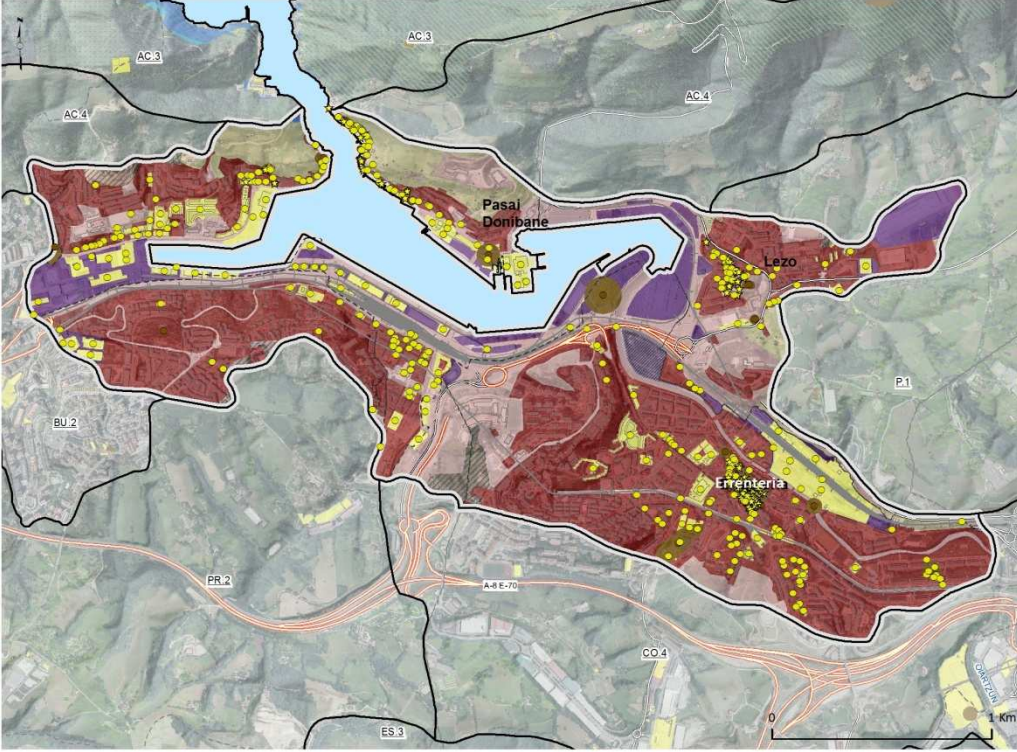 AC.3
AC.3
AC.4
AC.4
Pasai
Donibane
Lezo
P.1
BU.2
Errenteria
PR.2
A-8 E-70
CO.4
OIARTZUN
ES.3
0
1 Km